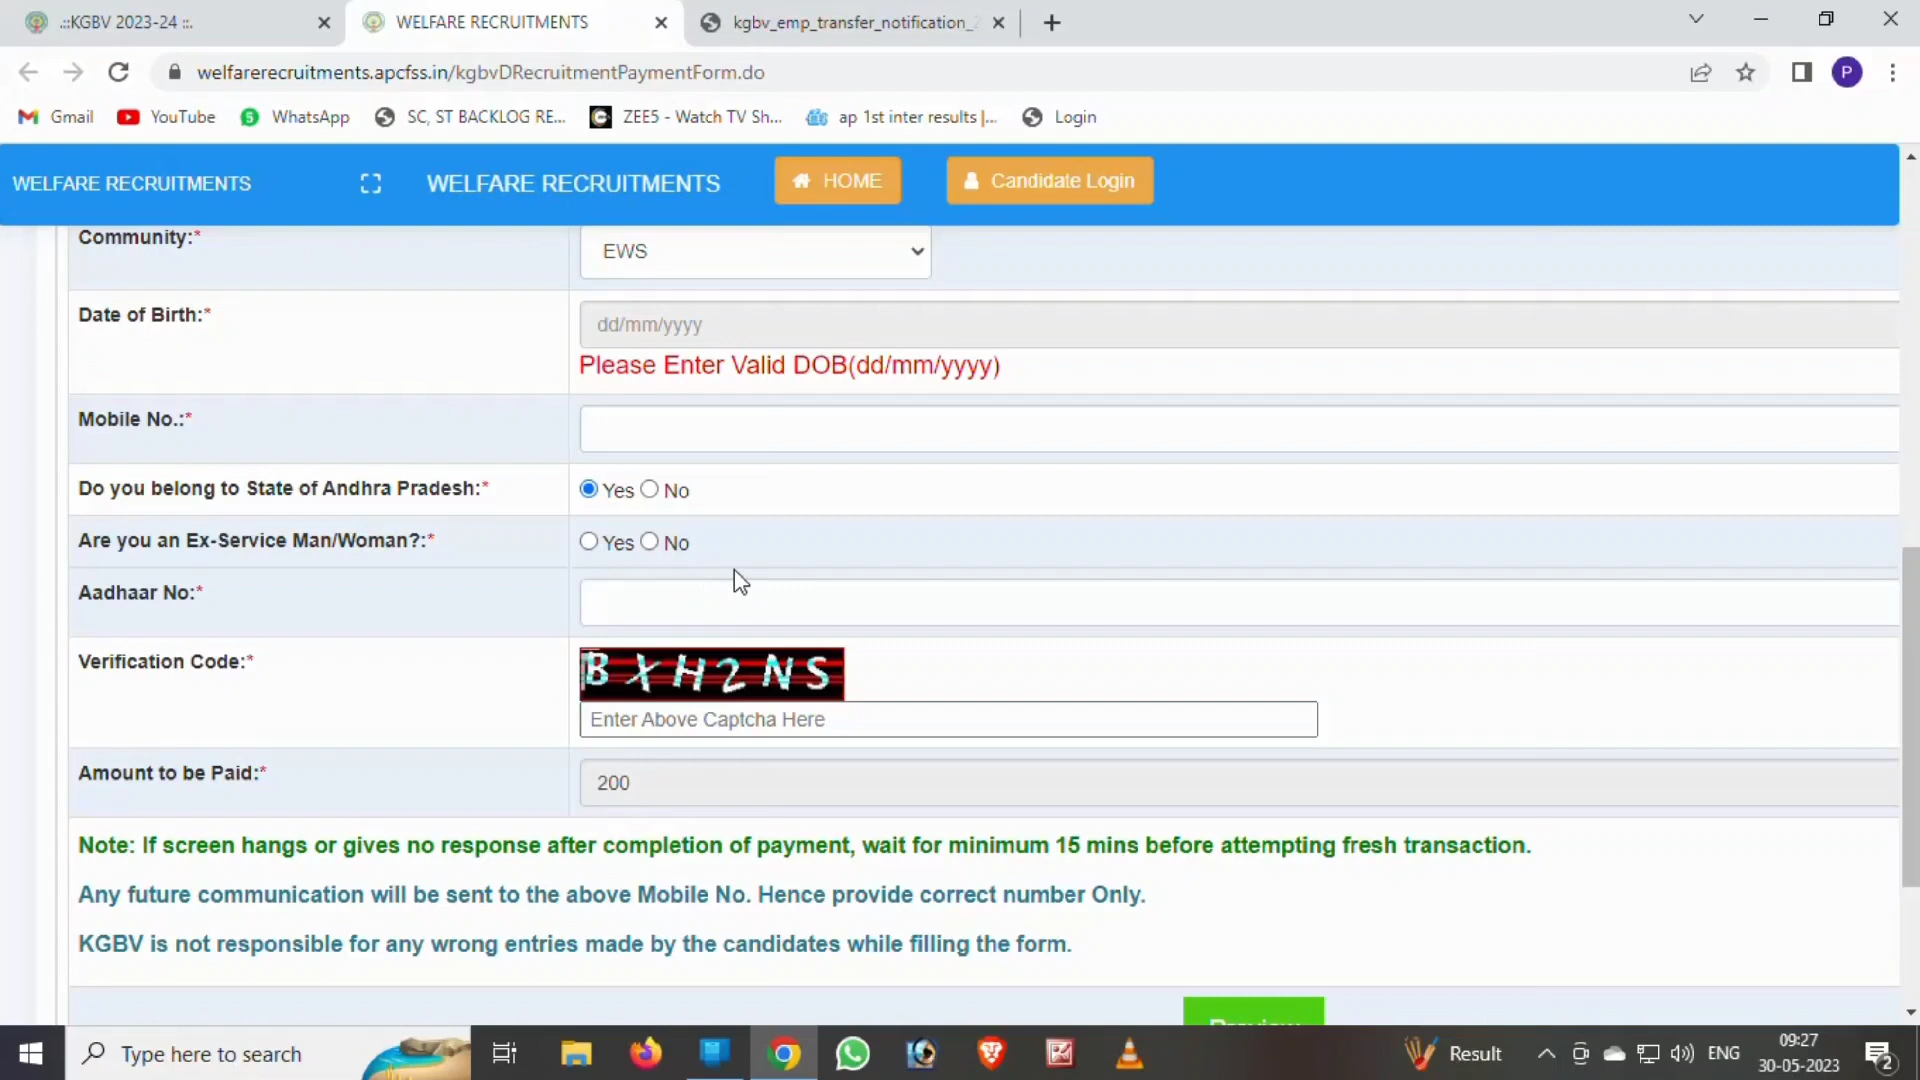 .::KGBV 2023-24 ::.
WELFARE RECRUITMENTS
kgbv_emp_transfer_notification_2
welfarerecruitments.apcfss.in/kgbvDRecruitmentPaymentForm.do
P
Gmail
YouTube
5
WhatsApp
SC, ST BACKLOG RE...
ZEE5 - Watch TV Sh...
ap 1st inter results |...
Login
WELFARE RECRUITMENTS
WELFARE RECRUITMENTS
HOME
Candidate Login
Community:*
EWS
Date of Birth:*
dd/mm/yyyy
Please Enter Valid DOB(dd/mm/yyyy)
Mobile No.:*
Do you belong to State of Andhra Pradesh:*
Yes No
Are you an Ex-Service Man/Woman?:*
Yes No
Aadhaar No:*
Verification Code:*
BXH2NS
Enter Above Captcha Here
Amount to be Paid:*
200
Note: If screen hangs or gives no response after completion of payment, wait for minimum 15 mins before attempting fresh transaction.
Any future communication will be sent to the above Mobile No. Hence provide correct number Only.
KGBV is not responsible for any wrong entries made by the candidates while filling the form.
Preview
Type here to search
Result
ENG
09:27
30-05-2023
2